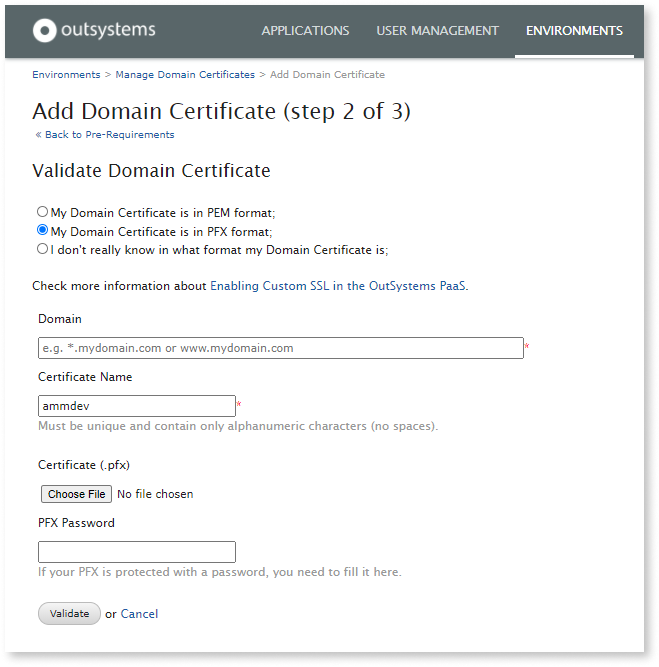 outsystems
APPLICATIONS USER MANAGEMENT ENVIRONMENTS
Environments > Manage Domain Certificates > Add Domain Certificate
Add Domain Certificate (step 2 of 3)
« Back to Pre-Requirements
Validate Domain Certificate
My Domain Certificate is in PEM format;
My Domain Certificate is in PFX format;
I don't really know in what format my Domain Certificate is;
Check more information about Enabling Custom SSL in the OutSystems PaaS.
Domain
e.g. *.mydomain.com or www.mydomain.com *
Certificate Name
ammdev *
Must be unique and contain only alphanumeric characters (no spaces).
Certificate (.pfx)
Choose File No file chosen
PFX Password
If your PFX is protected with a password, you need to fill it here.
Validate or Cancel